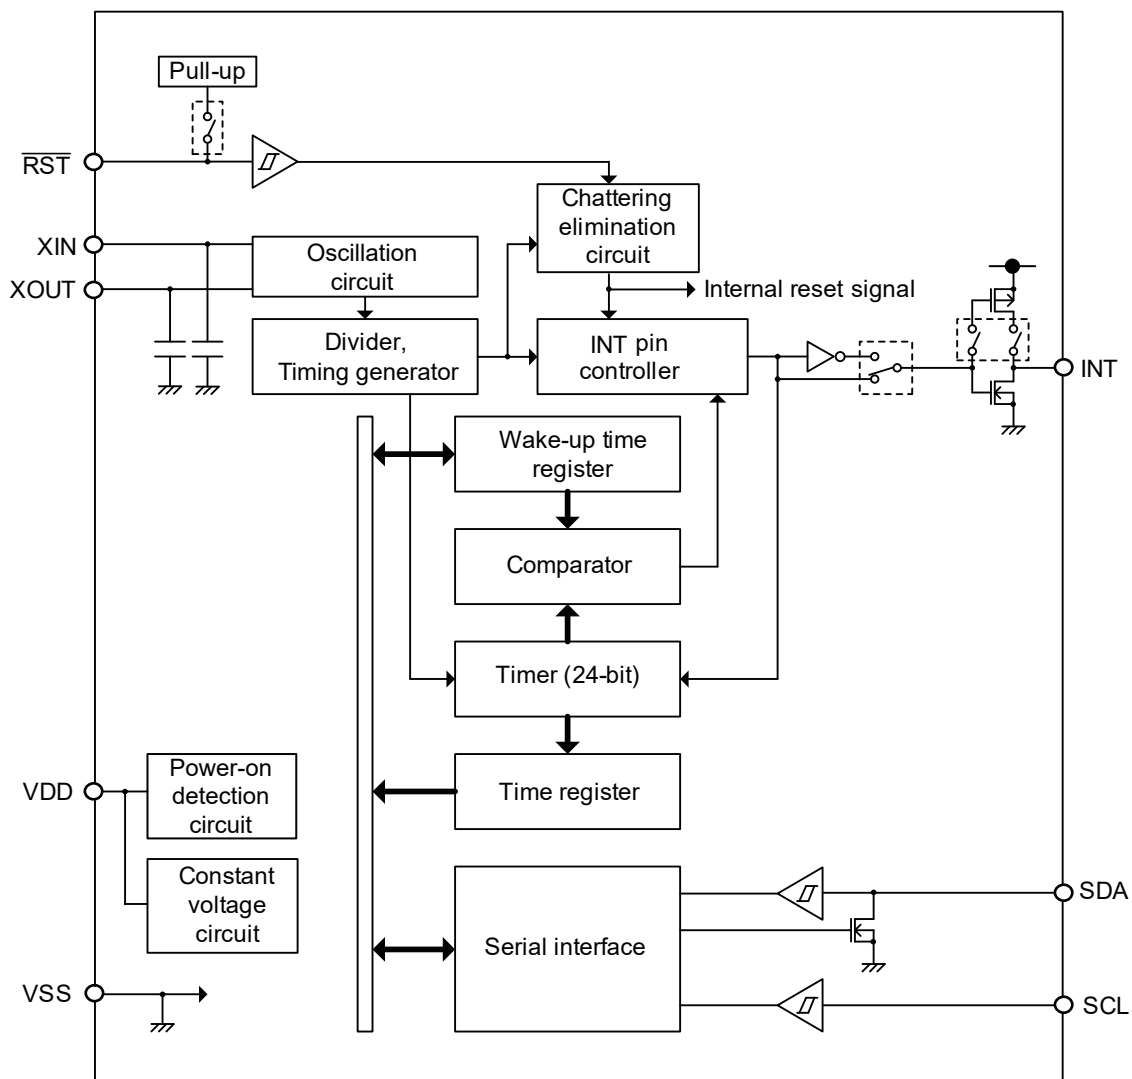 Pull-up
RST
Chattering
elimination
circuit
XIN
Oscillation
circuit
XOUT
Internal reset signal
Divider,
Timing generator
INT pin
controller
INT
Wake-up time
register
Comparator
Timer (24-bit)
Time register
VDD
Power-on
detection
circuit
Constant
voltage
circuit
Serial interface
SDA
VSS
SCL